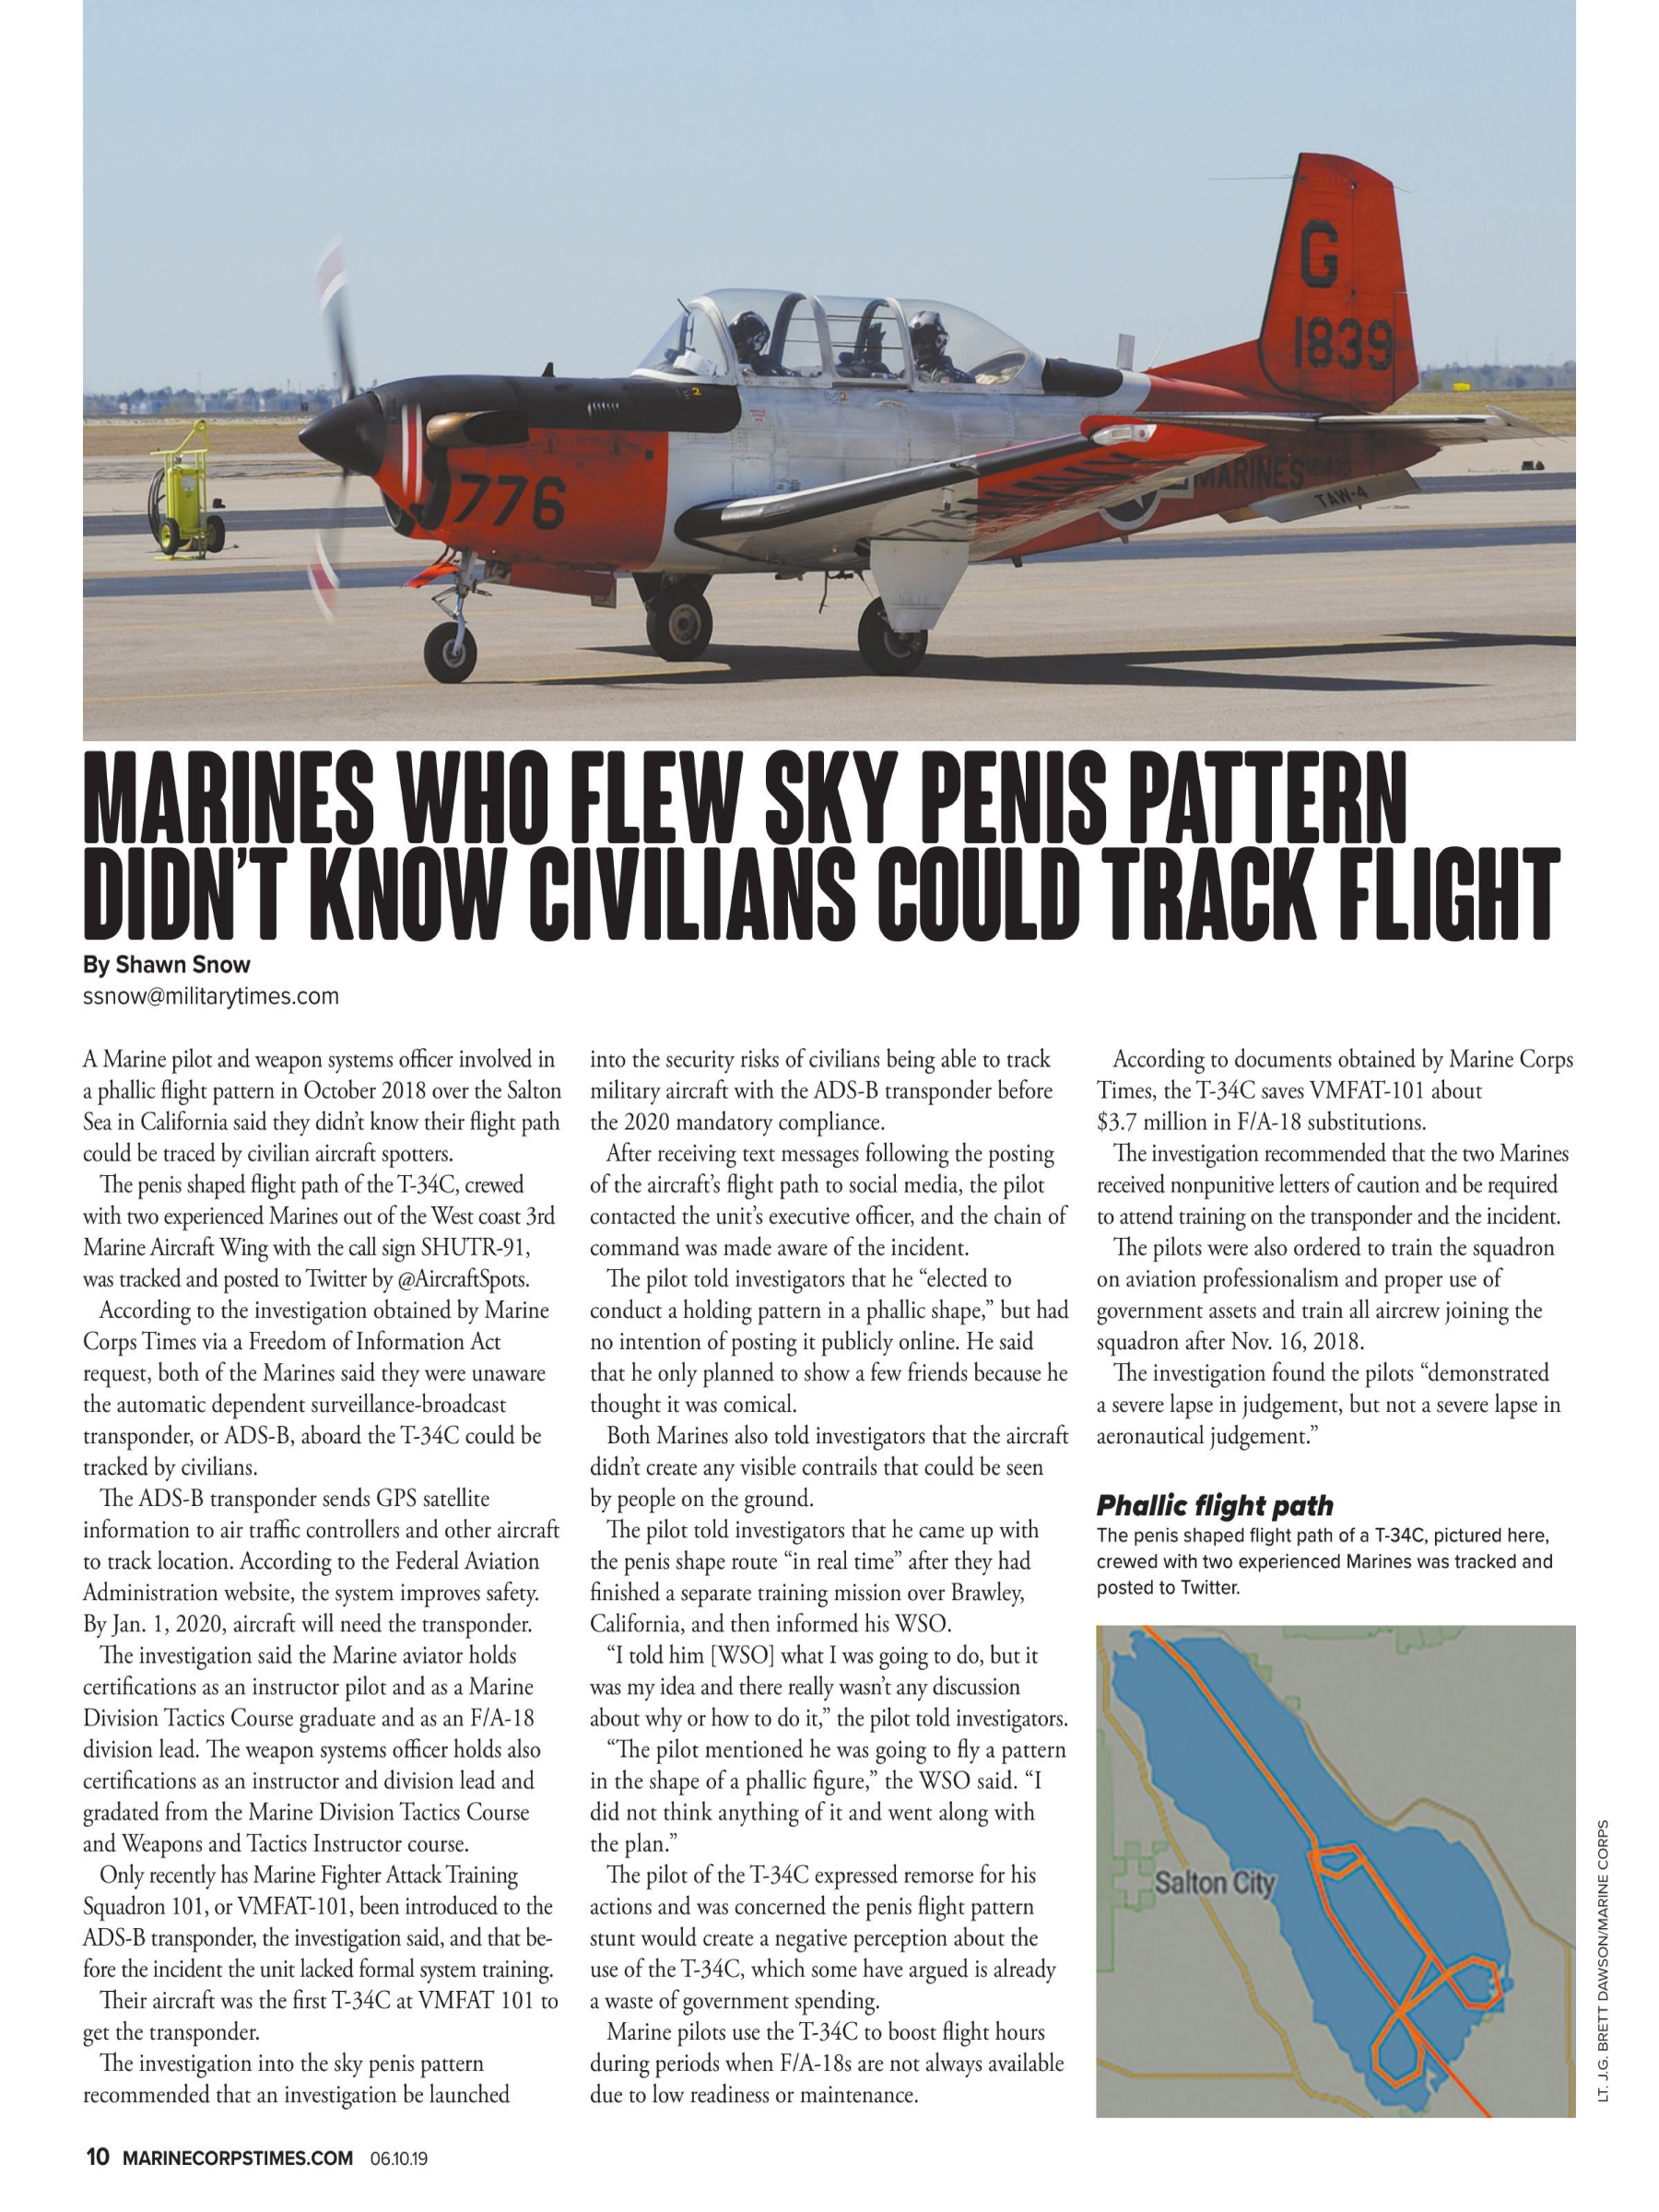 G
1839
2
776
MARINES
TAW-4
MARINES WHO FLEW SKY PENIS PATTERN
DIDN’T KNOW CIVILIANS COULD TRACK FLIGHT
By Shawn Snow
ssnow@militarytimes.com
A Marine pilot and weapon systems officer involved in
a phallic flight pattern in October 2018 over the Salton
Sea in California said they didn’t know their flight path
could be traced by civilian aircraft spotters.
The penis shaped flight path of the T-34C, crewed
with two experienced Marines out of the West coast 3rd
Marine Aircraft Wing with the call sign SHUTR-91,
was tracked and posted to Twitter by @AircraftSpots.
According to the investigation obtained by Marine
Corps Times via a Freedom of Information Act
request, both of the Marines said they were unaware
the automatic dependent surveillance-broadcast
transponder, or ADS-B, aboard the T-34C could be
tracked by civilians.
The ADS-B transponder sends GPS satellite
information to air traffic controllers and other aircraft
to track location. According to the Federal Aviation
Administration website, the system improves safety.
By Jan. 1, 2020, aircraft will need the transponder.
The investigation said the Marine aviator holds
certifications as an instructor pilot and as a Marine
Division Tactics Course graduate and as an F/A-18
division lead. The weapon systems officer holds also
certifications as an instructor and division lead and
gradated from the Marine Division Tactics Course
and Weapons and Tactics Instructor course.
Only recently has Marine Fighter Attack Training
Squadron 101, or VMFAT-101, been introduced to the
ADS-B transponder, the investigation said, and that be-
fore the incident the unit lacked formal system training.
Their aircraft was the first T-34C at VMFAT 101 to
get the transponder.
The investigation into the sky penis pattern
recommended that an investigation be launched
into the security risks of civilians being able to track
military aircraft with the ADS-B transponder before
the 2020 mandatory compliance.
After receiving text messages following the posting
of the aircraft’s flight path to social media, the pilot
contacted the unit’s executive officer, and the chain of
command was made aware of the incident.
The pilot told investigators that he “elected to
conduct a holding pattern in a phallic shape,” but had
no intention of posting it publicly online. He said
that he only planned to show a few friends because he
thought it was comical.
Both Marines also told investigators that the aircraft
didn’t create any visible contrails that could be seen
by people on the ground.
The pilot told investigators that he came up with
the penis shape route “in real time” after they had
finished a separate training mission over Brawley,
California, and then informed his WSO.
“I told him [WSO] what I was going to do, but it
was my idea and there really wasn’t any discussion
about why or how to do it,” the pilot told investigators.
“The pilot mentioned he was going to fly a pattern
in the shape of a phallic figure,” the WSO said. “I
did not think anything of it and went along with
the plan.”
The pilot of the T-34C expressed remorse for his
actions and was concerned the penis flight pattern
stunt would create a negative perception about the
use of the T-34C, which some have argued is already
a waste of government spending.
Marine pilots use the T-34C to boost flight hours
during periods when F/A-18s are not always available
due to low readiness or maintenance.
According to documents obtained by Marine Corps
Times, the T-34C saves VMFAT-101 about
$3.7 million in F/A-18 substitutions.
The investigation recommended that the two Marines
received nonpunitive letters of caution and be required
to attend training on the transponder and the incident.
The pilots were also ordered to train the squadron
on aviation professionalism and proper use of
government assets and train all aircrew joining the
squadron after Nov. 16, 2018.
The investigation found the pilots “demonstrated
a severe lapse in judgement, but not a severe lapse in
aeronautical judgement.”
Phallic flight path
The penis shaped flight path of a T-34C, pictured here,
crewed with two experienced Marines was tracked and
posted to Twitter.
Salton City
LT. J.G. BRETT DAWSON/MARINE CORPS
10 MARINECORPSTIMES.COM 06.10.19